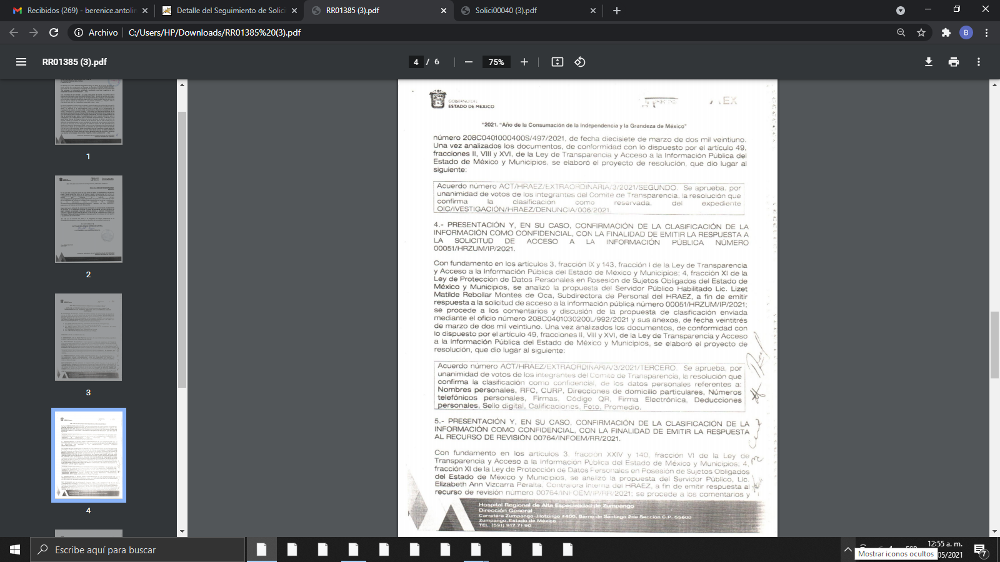 Recibidos (269) - berenice.antolin
Detalle del Seguimiento de Solici
RR01385 (3).pdf
Solici00040 (3).pdf
Archivo
C:/Users/HP/Downloads/RR01385%20(3).pdf
B
RR01385 (3).pdf
4 / 6
75%
1
2
3
4
GOBIERNO DEL
ESTADO DE MÉXICO
"2021. "Año de la Consumación de la Independencia y la Grandeza de México"
número 208C0401000400S/497/2021, de fecha diecisiete de marzo de dos mil veintiuno.
Una vez analizados los documentos, de conformidad con lo dispuesto por el artículo 49,
fracciones II, VIII y XVI, de la Ley de Transparencia y Acceso a la Información Pública del
Estado de México y Municipios, se elaboró el proyecto de resolución, que dio lugar al
siguiente:
Acuerdo número ACT/HRAEZ/EXTRAORDINARIA/3/2021/SEGUNDO. Se aprueba, por
unanimidad de votos de los integrantes del Comité de Transparencia, la resolución que
confirma la clasificación como reservada, del expediente
OIC/IVESTIGACIÓN/HRAEZ/DENUNCIA/006/2021.
4.- PRESENTACIÓN Y, EN SU CASO, CONFIRMACIÓN DE LA CLASIFICACIÓN DE LA
INFORMACIÓN COMO CONFIDENCIAL, CON LA FINALIDAD DE EMITIR LA RESPUESTA A
LA SOLICITUD DE ACCESO A LA INFORMACIÓN PÚBLICA NÚMERO
00051/HRZUM/IP/2021.
Con fundamento en los artículos 3, fracción IX y 143, fracción I de la Ley de Transparencia
y Acceso a la Información Pública del Estado de México y Municipios; 4, fracción XI de la
Ley de Protección de Datos Personales en Posesión de Sujetos Obligados del Estado de
México y Municipios, se analizó la propuesta del Servidor Público Habilitado Lic. Lizet
Matilde Rebollar Montes de Oca, Subdirectora de Personal del HRAEZ, a fin de emitir
respuesta a la solicitud de acceso a la información pública número 00051/HRZUM/IP/2021;
se procede a los comentarios y discusión de la propuesta de clasificación enviada
mediante el oficio número 208C0401030200L/992/2021 y sus anexos, de fecha veintitrés
de marzo de dos mil veintiuno. Una vez analizados los documentos, de conformidad con
lo dispuesto por el artículo 49, fracciones II, VIII y XVI, de la Ley de Transparencia y Acceso
a la Información Pública del Estado de México y Municipios, se elaboró el proyecto de
resolución, que dio lugar al siguiente:
Acuerdo número ACT/HRAEZ/EXTRAORDINARIA/3/2021/TERCERO. Se aprueba, por
unanimidad de votos de los integrantes del Comité de Transparencia, la resolución que
confirma la clasificación como confidencial, de los datos personales referentes a:
Nombres personales, RFC, CURP, Direcciones de domicilio particulares, Números
telefónicos personales, Firmas, Código QR, Firma Electrónica, Deducciones
personales, Sello digital, Calificaciones, Foto, Promedio.
5.- PRESENTACIÓN Y, EN SU CASO, CONFIRMACIÓN DE LA CLASIFICACIÓN DE LA
INFORMACIÓN COMO CONFIDENCIAL, CON LA FINALIDAD DE EMITIR LA RESPUESTA
AL RECURSO DE REVISIÓN 00764/INFOEM/RR/2021.
Con fundamento en los artículos 3, fracción XXIV y 140, fracción VI de la Ley de
Transparencia y Acceso a la Información Pública del Estado de México y Municipios; 4,
fracción XI de la Ley de Protección de Datos Personales en Posesión de Sujetos Obligados
del Estado de México y Municipios, se analizó la propuesta del Servidor Público, Lic.
Elizabeth Ann Vizcarra Peralta, Contralora Interna del HRAEZ, a fin de emitir respuesta al
recurso de revisión número 00764/INFOEM/IP/RR/2021; se procede a los comentarios y
Hospital Regional de Alta Especialidad de Zumpango
Dirección General
Carretera Zumpango-Jilotzingo #400, Barrio de Santiago 2da Sección C.P. 55600
Zumpango, Estado de México
TEL. (591) 917 71 90
Escribe aquí para buscar
12:55 a. m.
05/2021
7
Mostrar iconos ocultos